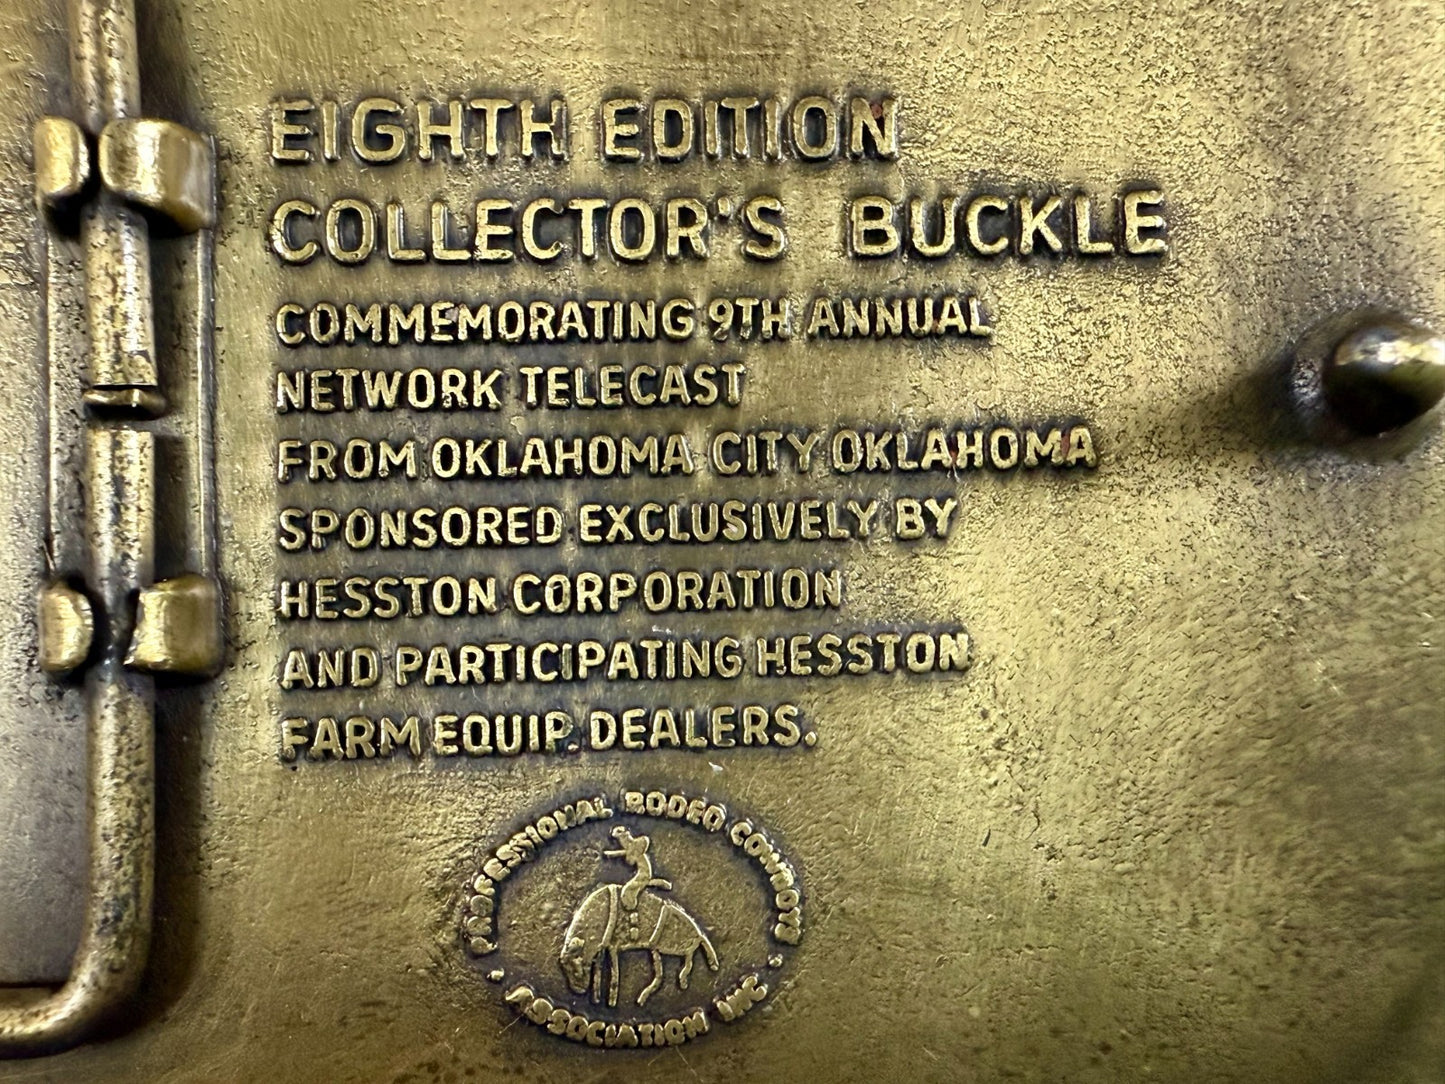 EIGHTH EDITION
COLLECTOR'S BUCKLE
COMMEMORATING 9TH ANNUAL
NETWORK TELECAST
FROM OKLAHOMA CITY OKLAHOMA
SPONSORED EXCLUSIVELY BY
HESSTON CORPORATION
AND PARTICIPATING HESSTON
FARM EQUIP. DEALERS.
PROFESSIONAL RODEO COWBOYS
· ASSOCIATION INC ·